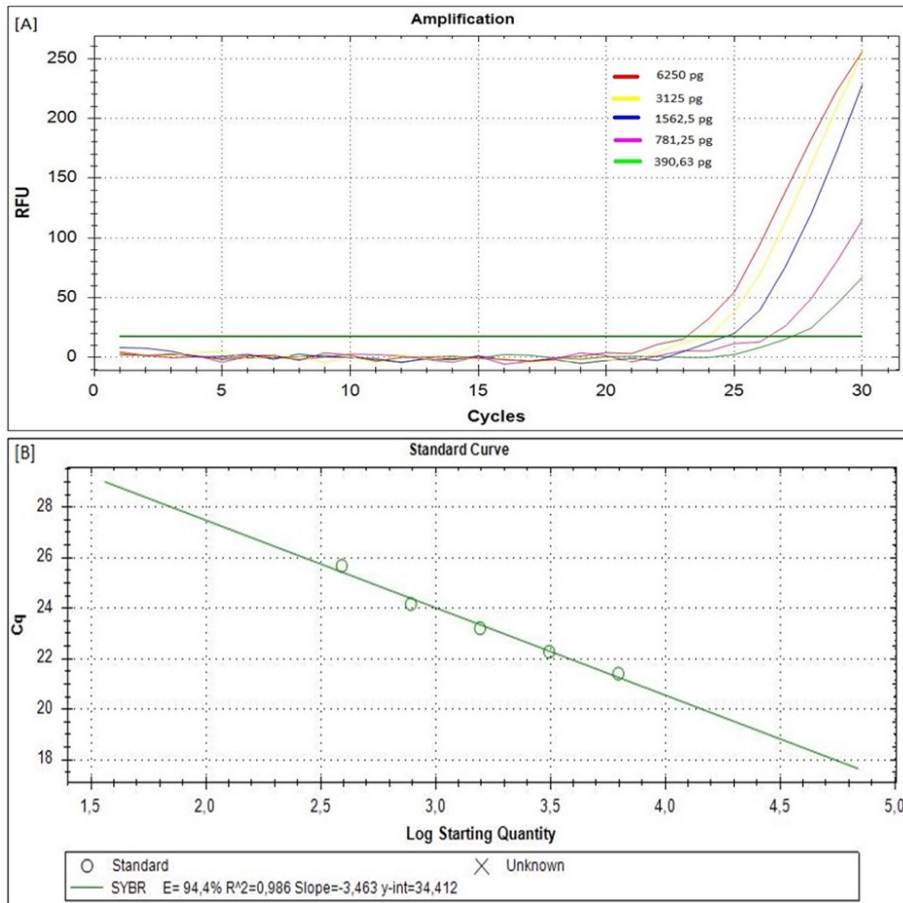 [A]
Amplification
RFU
250
200
150
100
50
0
6250 pg
3125 pg
1562,5 pg
781,25 pg
390,63 pg
0 5 10 15 20 25 30
Cycles
[B]
Standard Curve
Cq
28
26
24
22
20
18
1,5 2,0 2,5 3,0 3,5 4,0 4,5 5,0
Log Starting Quantity
Standard Unknown
SYBR E= 94,4% R^2=0,986 Slope=-3,463 y-int=34,412